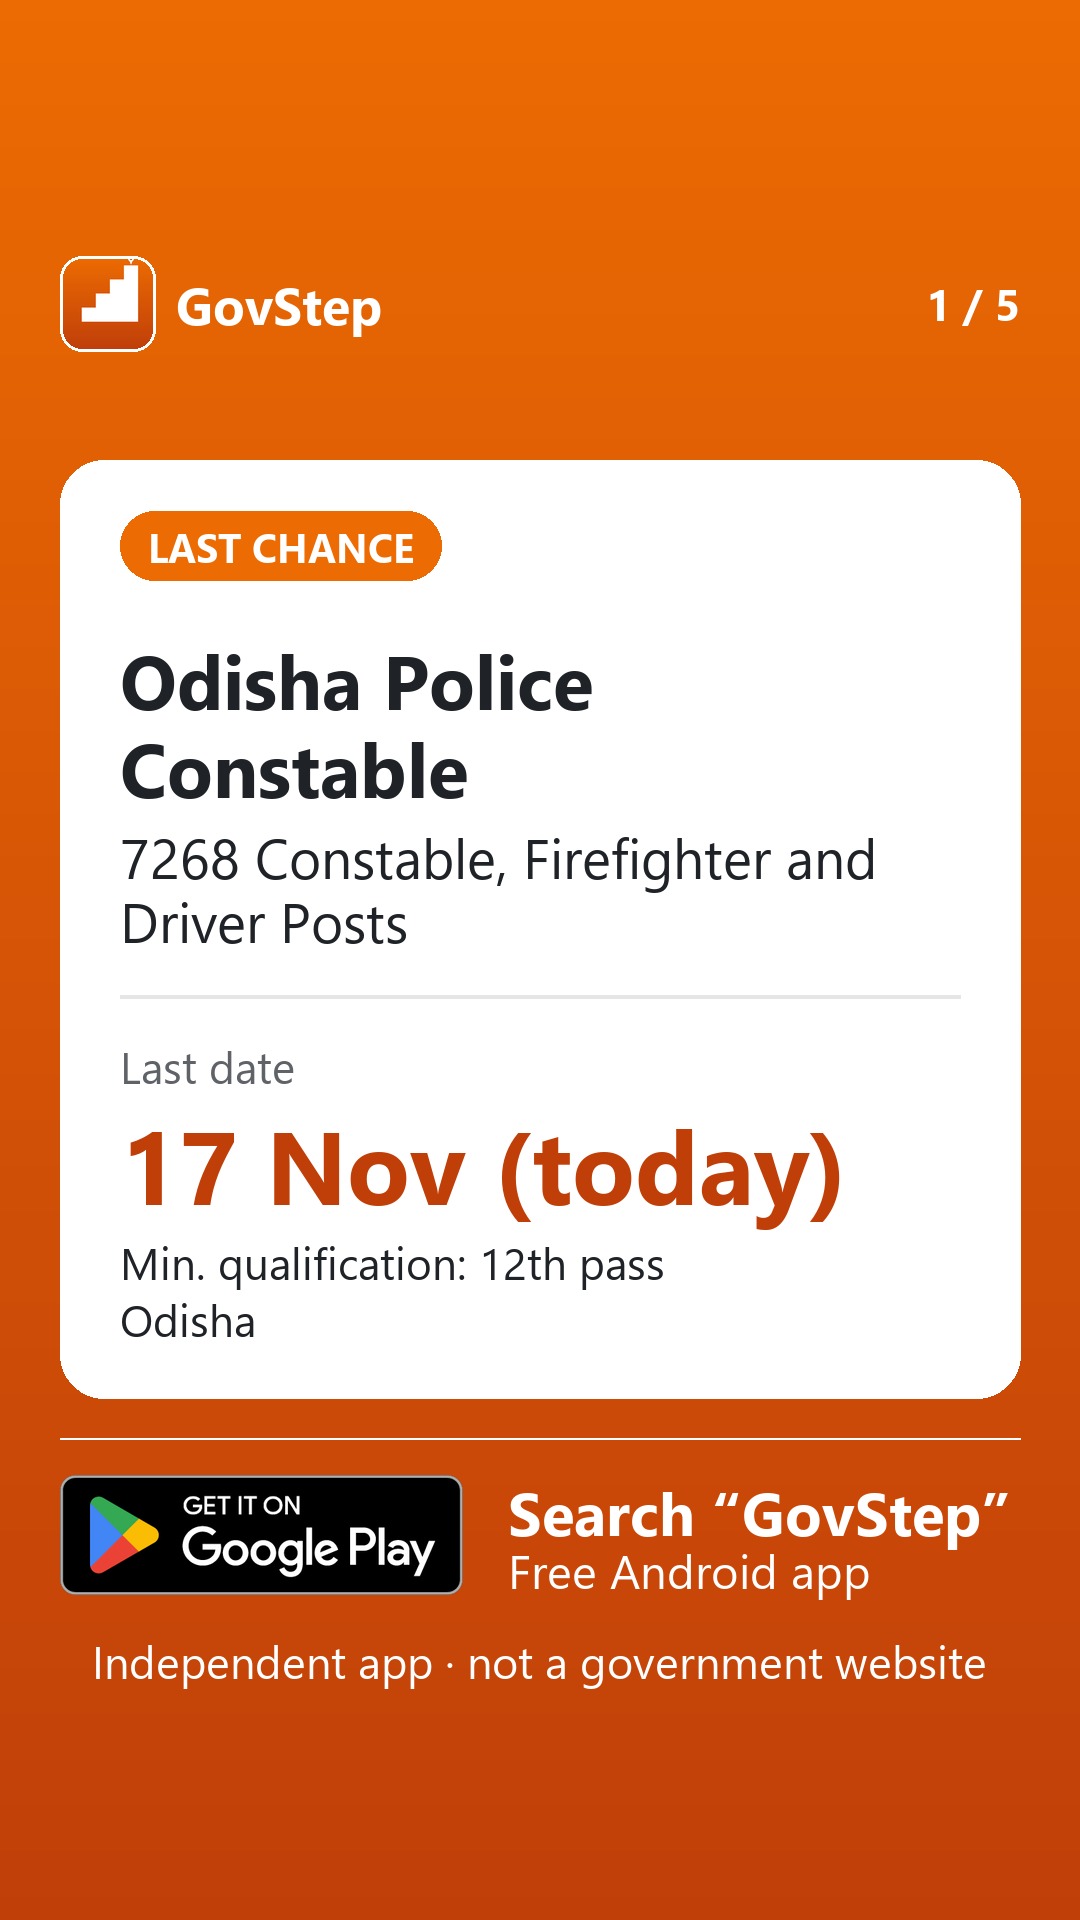 GovStep
1 / 5
LAST CHANCE
Odisha Police
Constable
7268 Constable, Firefighter and
Driver Posts
Last date
17 Nov (today)
Min. qualification: 12th pass
Odisha
GET IT ON
Google Play
Search “GovStep”
Free Android app
Independent app · not a government website